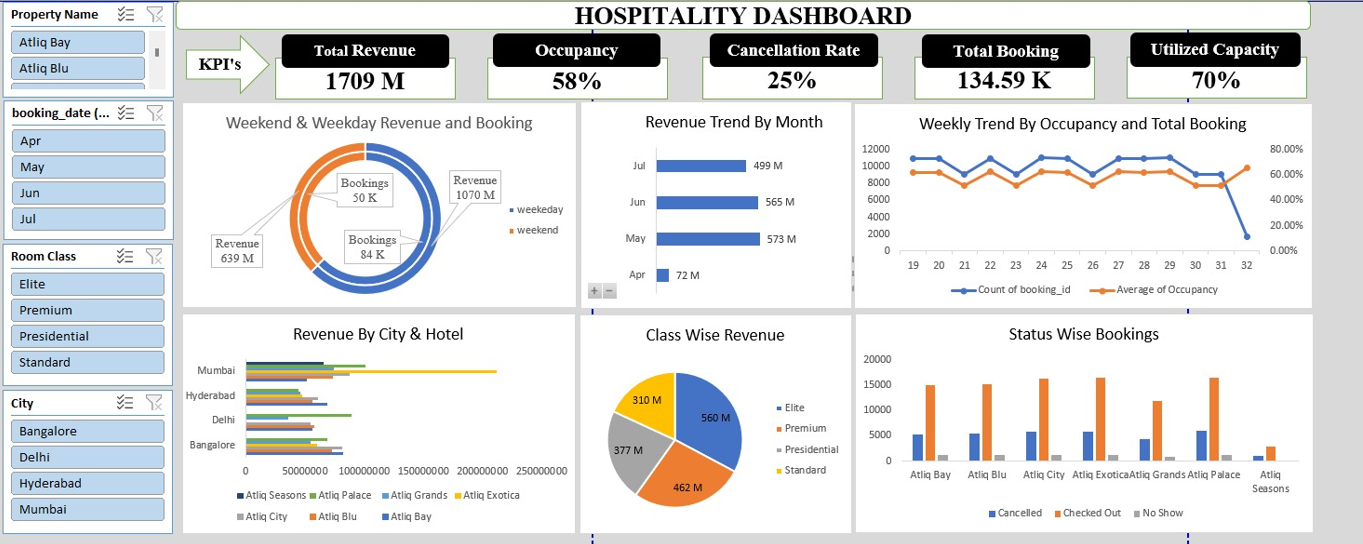 Property Name
Atliq Bay
Atliq Blu
booking_date (...
Apr
May
Jun
Jul
Room Class
Elite
Premium
Presidential
Standard
City
Bangalore
Delhi
Hyderabad
Mumbai
HOSPITALITY DASHBOARD
KPI's
Total Revenue
1709 M
Occupancy
58%
Cancellation Rate
25%
Total Booking
134.59 K
Utilized Capacity
70%
Weekend & Weekday Revenue and Booking
Bookings
50 K
Revenue
1070 M
Revenue
639 M
Bookings
84 K
weekeday
weekend
Revenue Trend By Month
Jul 499 M
Jun 565 M
May 573 M
Apr 72 M
+ −
Weekly Trend By Occupancy and Total Booking
12000 80.00%
10000
8000 60.00%
6000 40.00%
4000
2000 20.00%
0 0.00%
19 20 21 22 23 24 25 26 27 28 29 30 31 32
Count of booking_id Average of Occupancy
Revenue By City & Hotel
Mumbai
Hyderabad
Delhi
Bangalore
0 50000000 100000000 150000000 200000000 250000000
Atliq Seasons Atliq Palace Atliq Grands Atliq Exotica
Atliq City Atliq Blu Atliq Bay
Class Wise Revenue
310 M
560 M
377 M
462 M
Elite
Premium
Presidential
Standard
Status Wise Bookings
20000
15000
10000
5000
0
Atliq Bay Atliq Blu Atliq City Atliq Exotica Atliq Grands Atliq Palace Atliq
Seasons
Cancelled Checked Out No Show